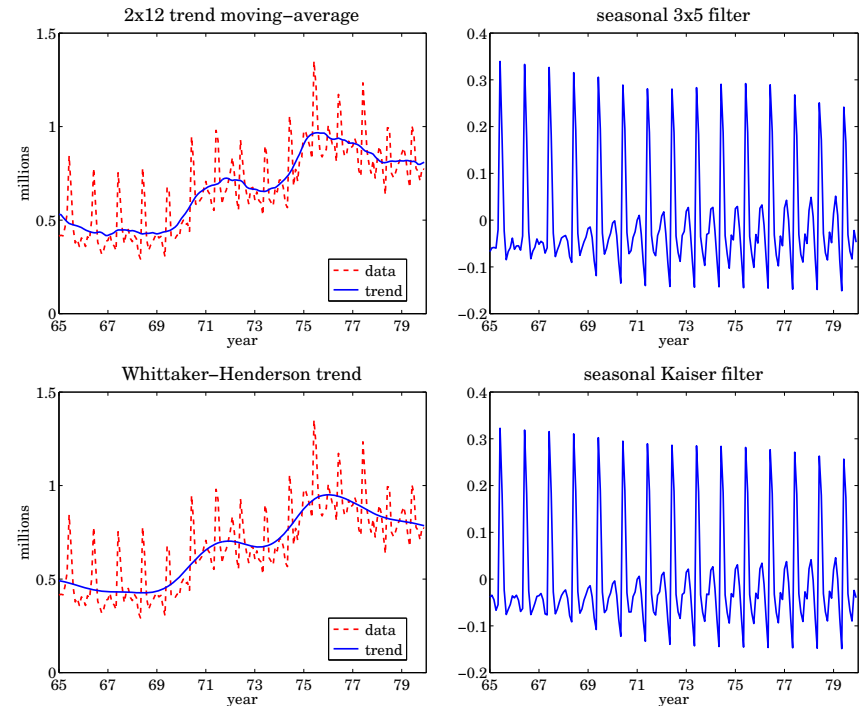 2x12 trend moving-average
1.5
1
0.5
0
millions
65 67 69 71 73 75 77 79
year
data
trend
seasonal 3x5 filter
0.4
0.3
0.2
0.1
0
-0.1
-0.2
65 67 69 71 73 75 77 79
year
Whittaker-Henderson trend
1.5
1
0.5
0
millions
65 67 69 71 73 75 77 79
year
data
trend
seasonal Kaiser filter
0.4
0.3
0.2
0.1
0
-0.1
-0.2
65 67 69 71 73 75 77 79
year